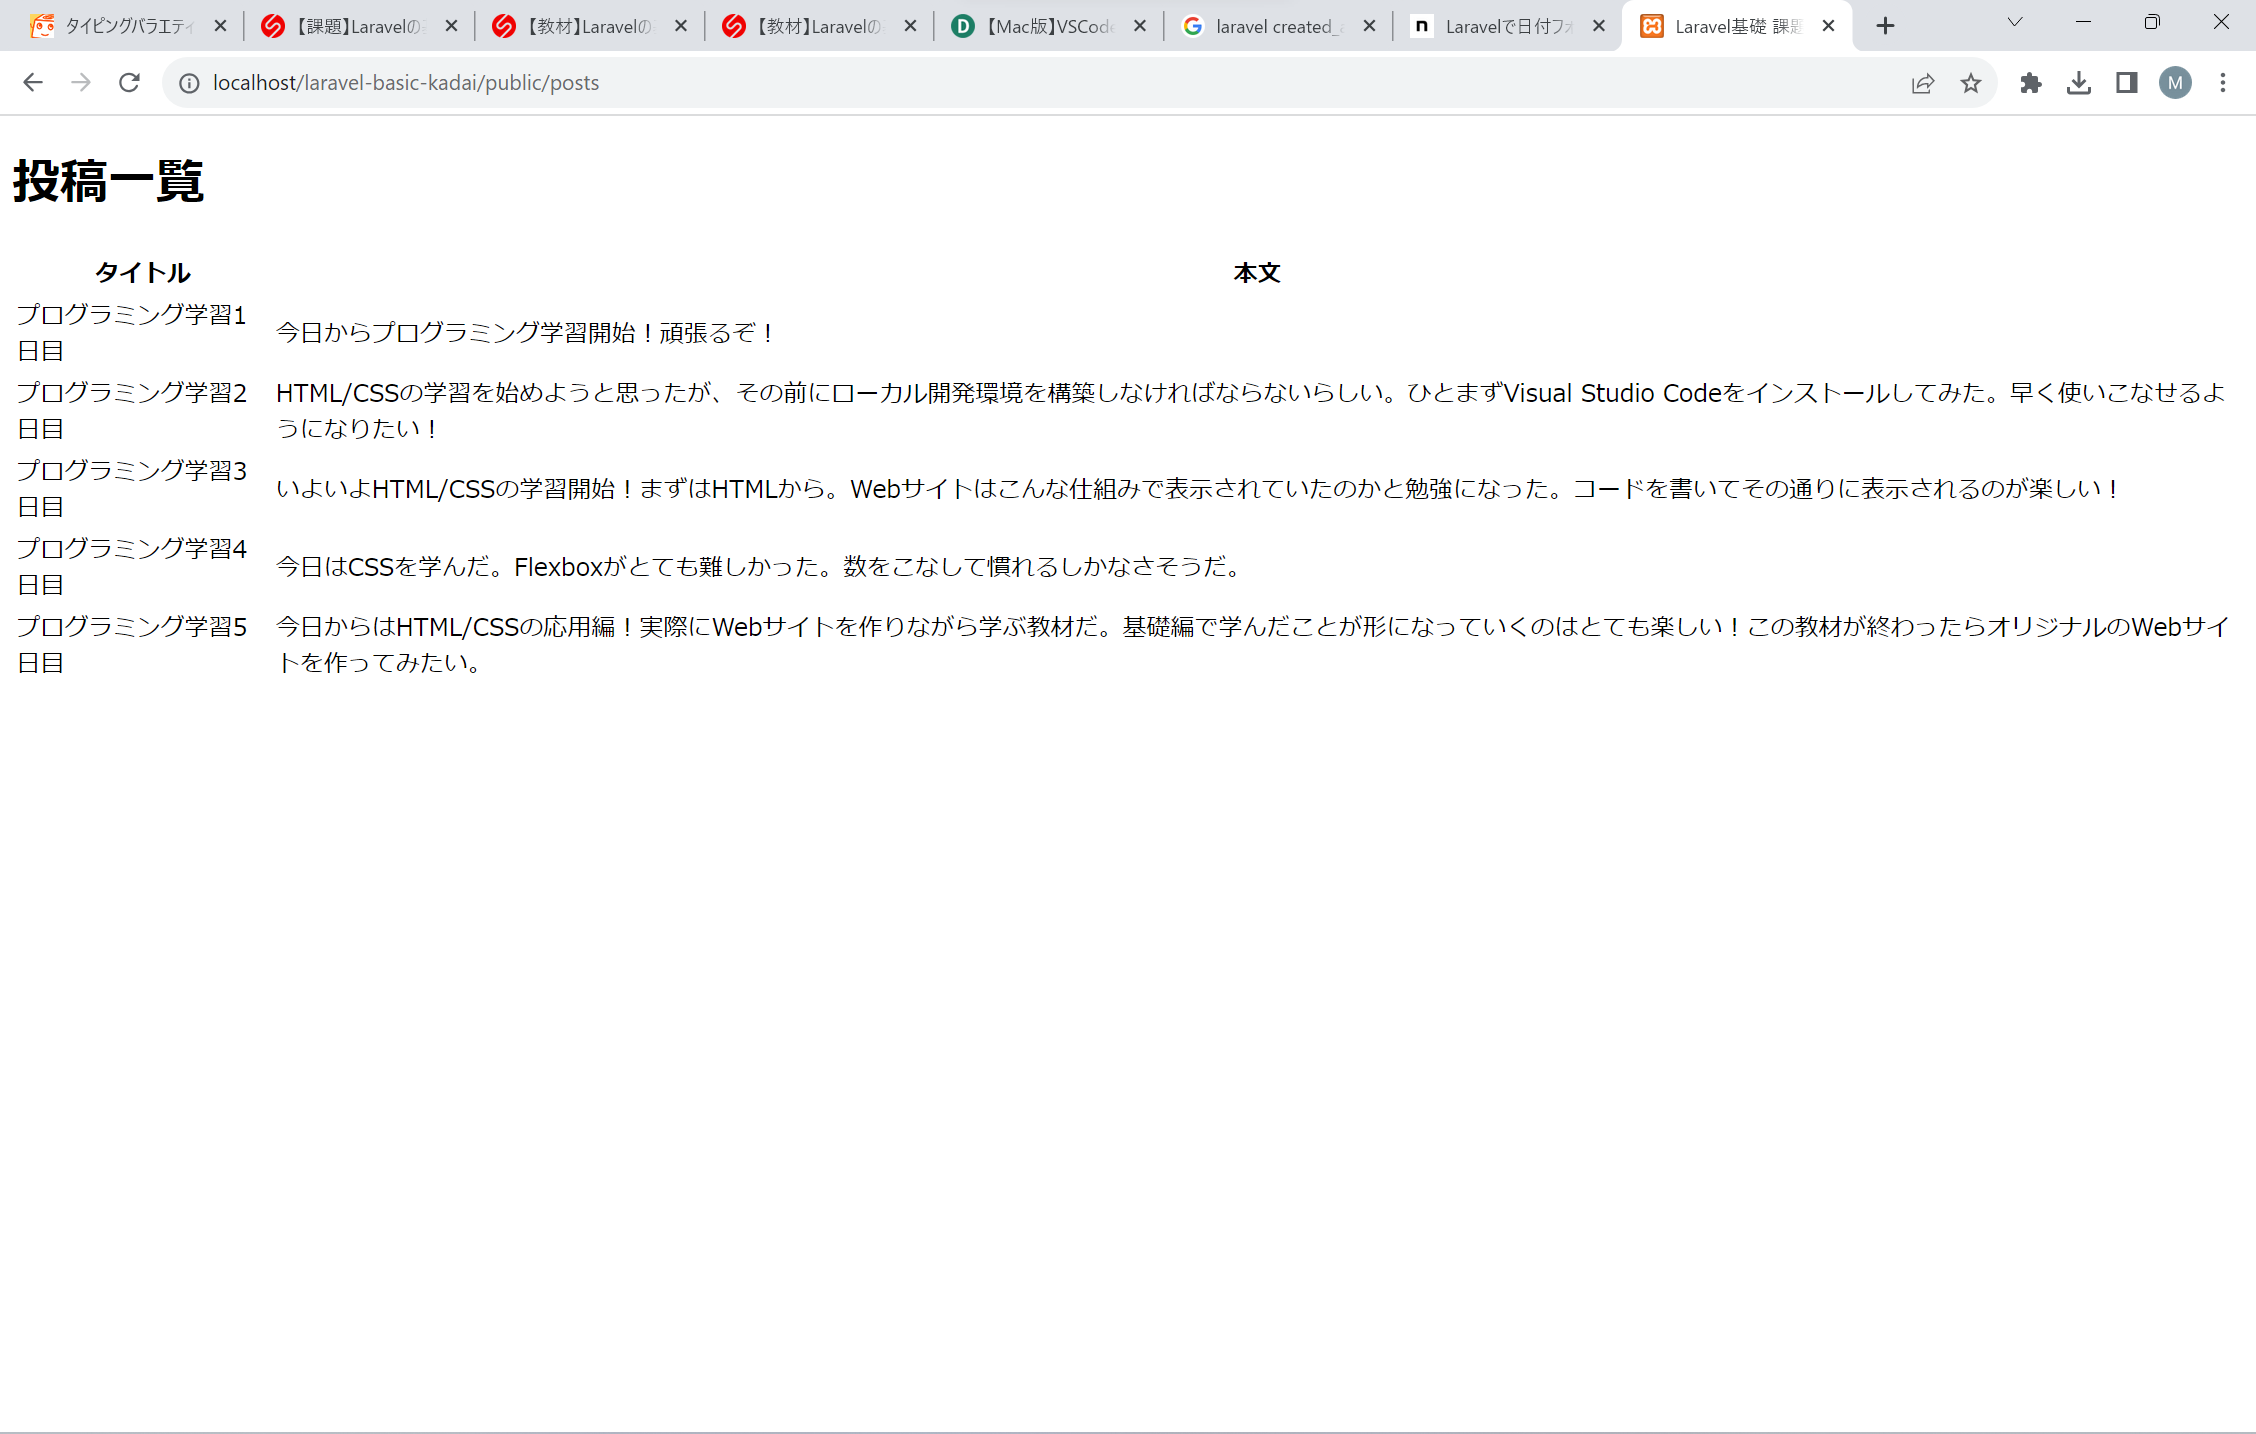 タイピングバラエティ
【課題】Laravelの
【教材】Laravelの
【教材】Laravelの
【Mac版】VSCode
laravel created_a
Laravelで日付フォ
Laravel基礎 課題
localhost/laravel-basic-kadai/public/posts
M
投稿一覧
タイトル 本文
プログラミング学習1
日目
今日からプログラミング学習開始！頑張るぞ！
プログラミング学習2
日目
HTML/CSSの学習を始めようと思ったが、その前にローカル開発環境を構築しなければならないらしい。ひとまずVisual Studio Codeをインストールしてみた。早く使いこなせるよ
うになりたい！
プログラミング学習3
日目
いよいよHTML/CSSの学習開始！まずはHTMLから。Webサイトはこんな仕組みで表示されていたのかと勉強になった。コードを書いてその通りに表示されるのが楽しい！
プログラミング学習4
日目
今日はCSSを学んだ。Flexboxがとても難しかった。数をこなして慣れるしかなさそうだ。
プログラミング学習5
日目
今日からはHTML/CSSの応用編！実際にWebサイトを作りながら学ぶ教材だ。基礎編で学んだことが形になっていくのはとても楽しい！この教材が終わったらオリジナルのWebサイ
トを作ってみたい。